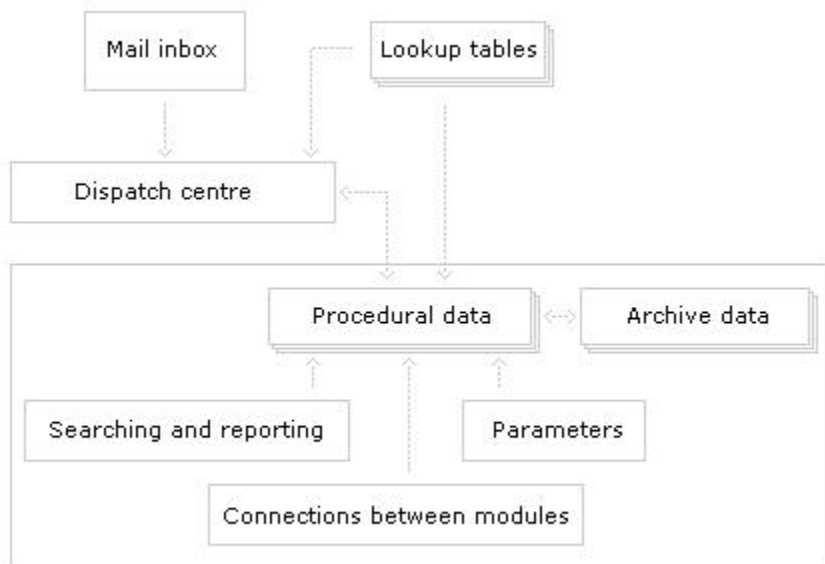 Mail inbox
Lookup tables
Dispatch centre
Procedural data
Archive data
Searching and reporting
Parameters
Connections between modules